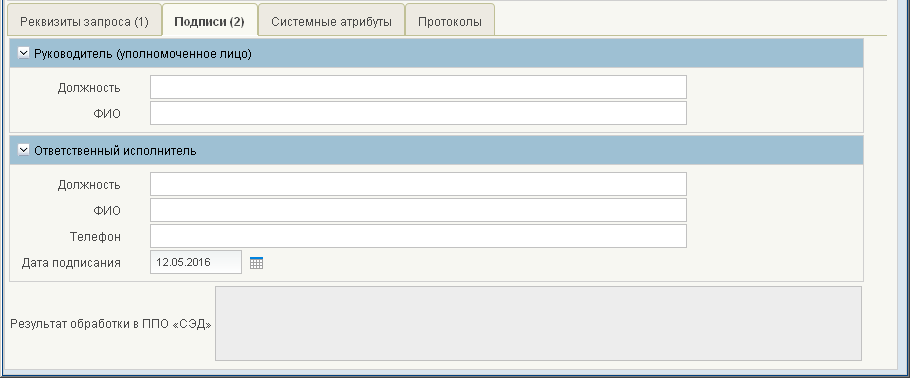 Реквизиты запроса (1) Подписи (2) Системные атрибуты Протоколы
Руководитель (уполномоченное лицо)
Должность
ФИО
Ответственный исполнитель
Должность
ФИО
Телефон
Дата подписания 12.05.2016
Результат обработки в ППО «СЭД»